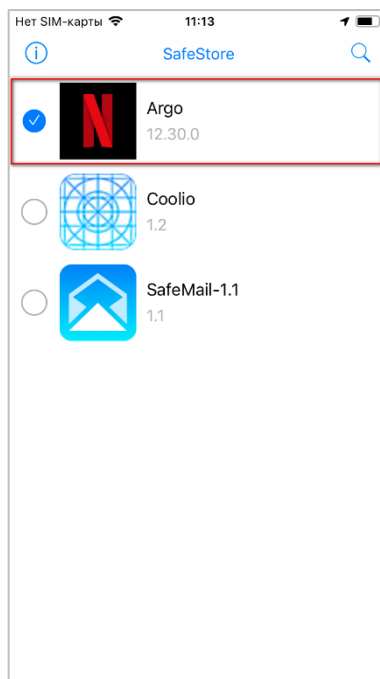 Нет SIM-карты 11:13
SafeStore
Argo
12.30.0
Coolio
1.2
SafeMail-1.1
1.1